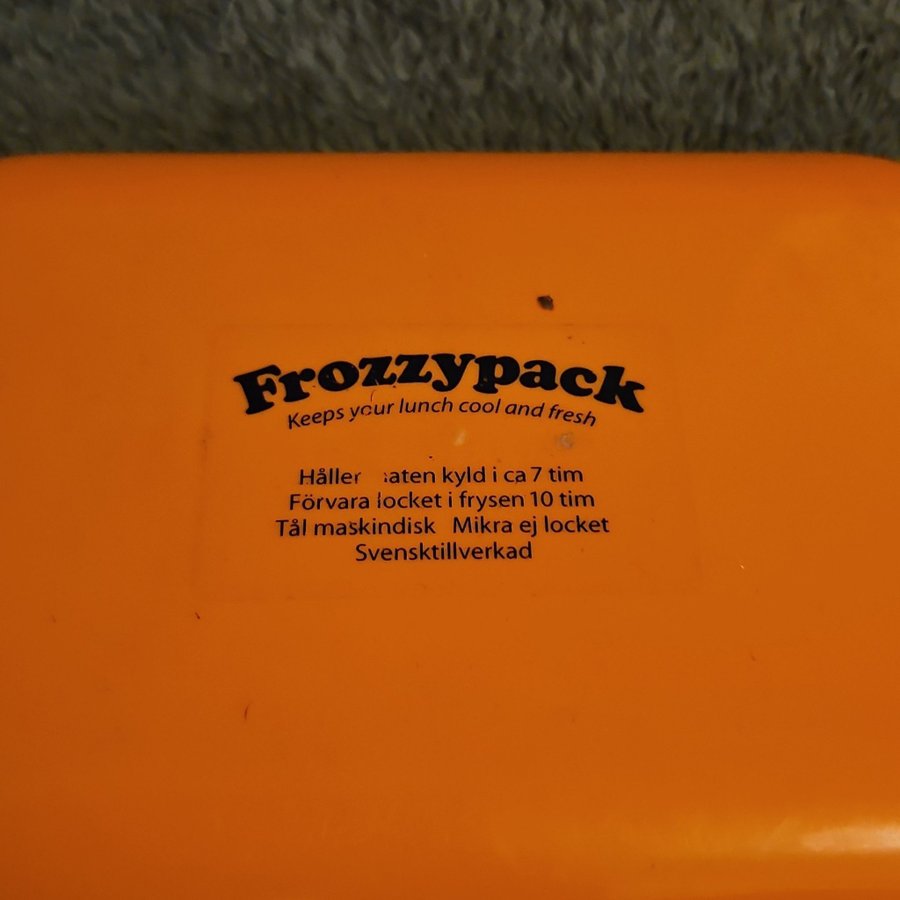 Frozzypack
Keeps your lunch cool and fresh
Håller aten kyld i ca 7 tim
Förvara locket i frysen 10 tim
Tål maskindisk Mikra ej locket
Svensktillverkad